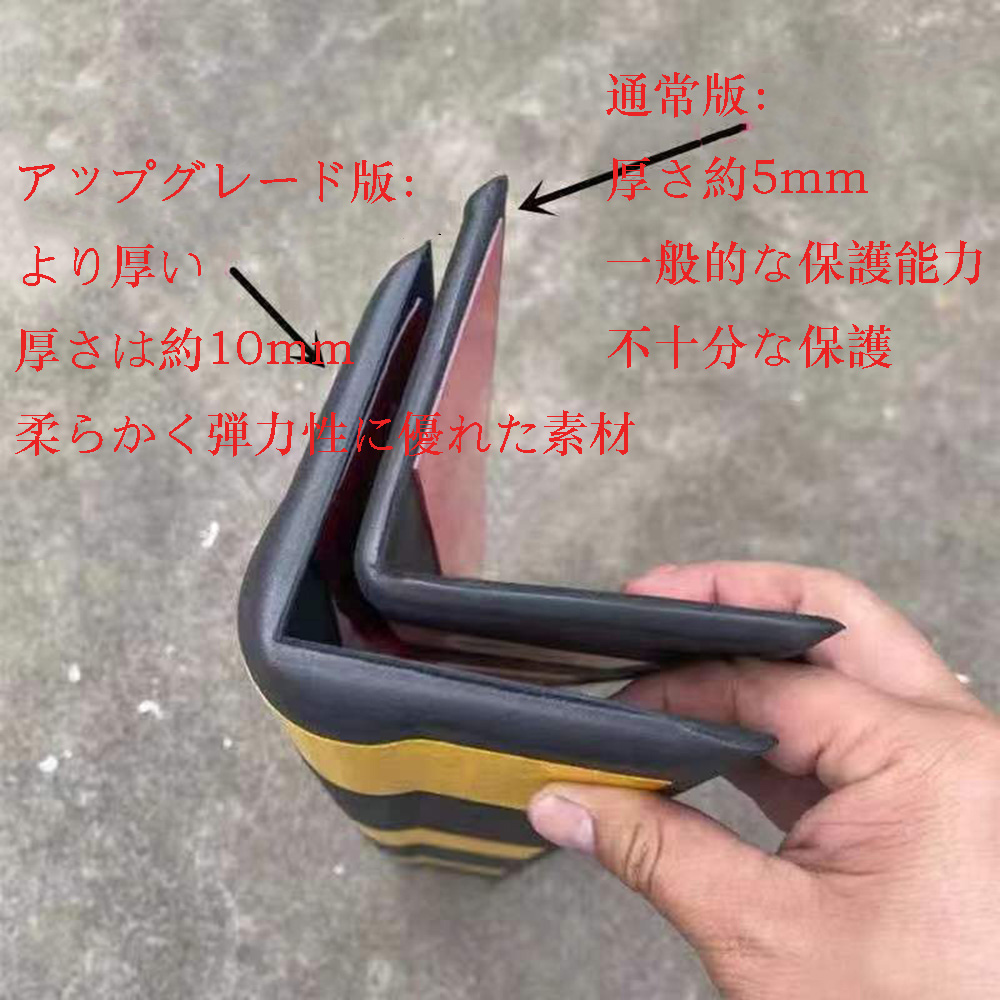 アップグレード版:
より厚い
厚さは約10mm
柔らかく弾力性に優れた素材
通常版:
厚さ約5mm
一般的な保護能力
不十分な保護